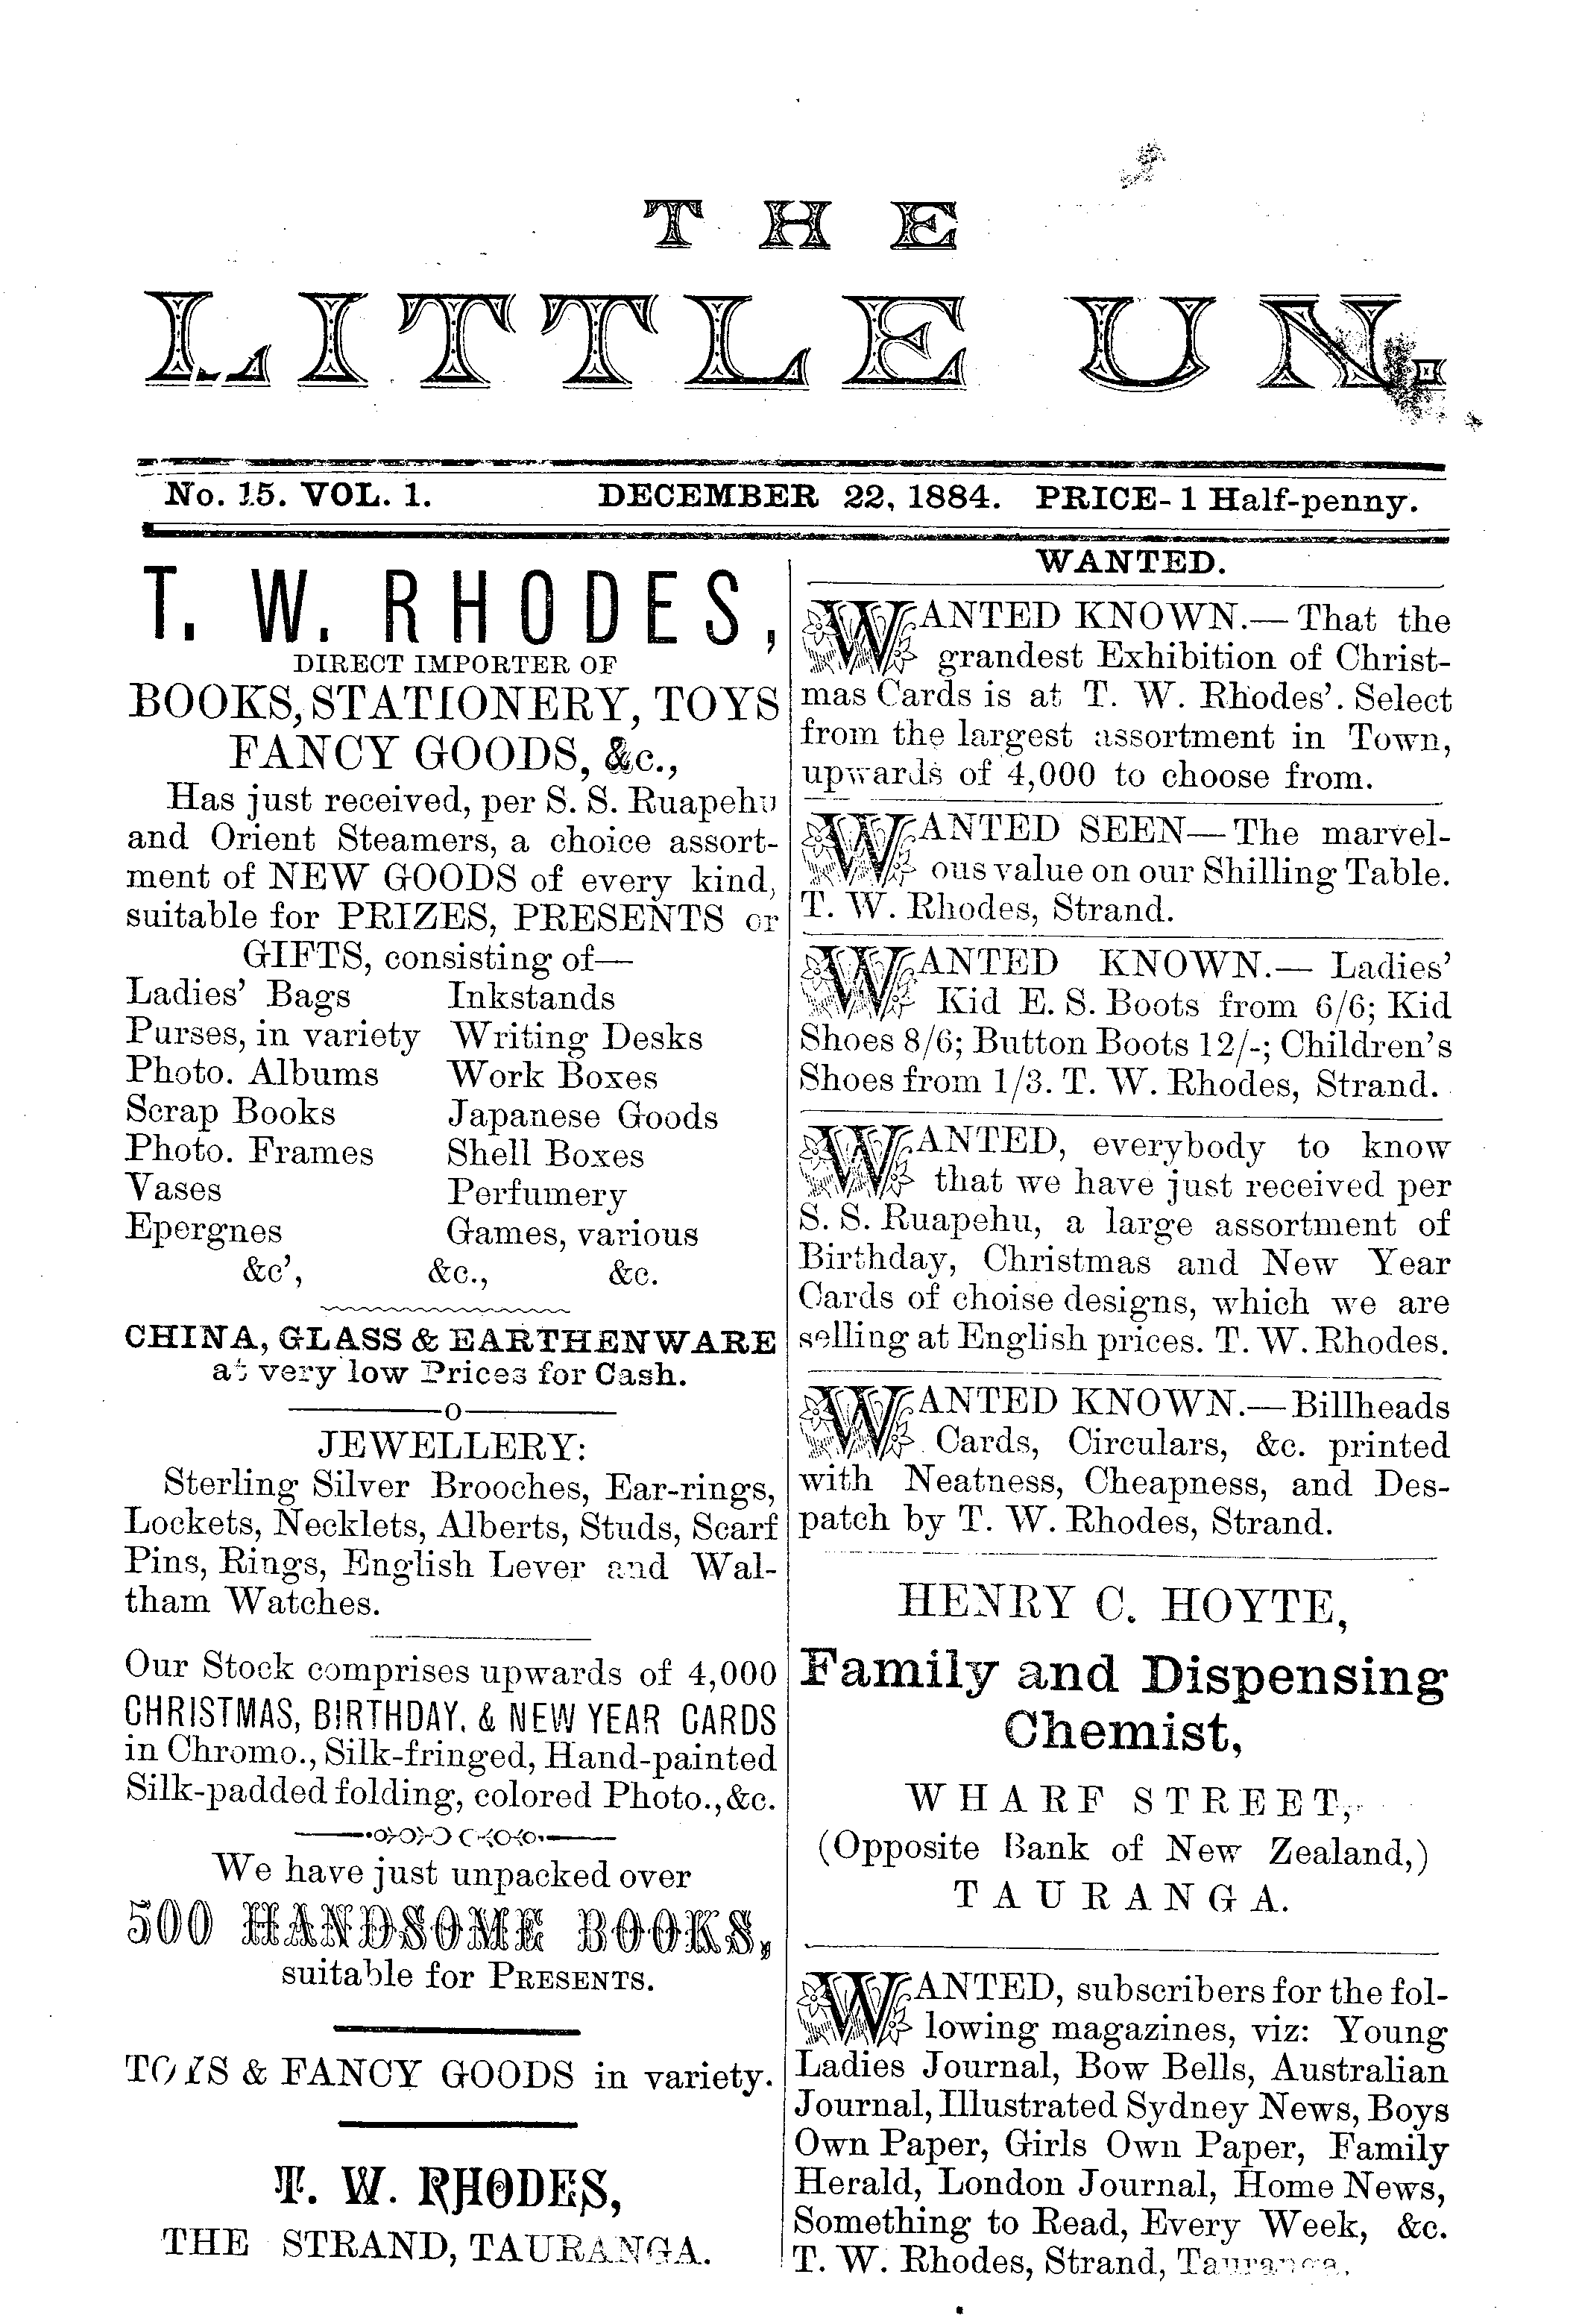 THE
LITTLE UN.
No. 15. VOL. 1. DECEMBER 22, 1884. PRICE- 1 Half-penny.
T. W. RHODES,
DIRECT IMPORTER OF
BOOKS, STATIONERY, TOYS
FANCY GOODS, &c.,
Has just received, per S. S. Ruapehu
and Orient Steamers, a choice assort-
ment of NEW GOODS of every kind,
suitable for PRIZES, PRESENTS or
GIFTS, consisting of—
Ladies' Bags Inkstands
Purses, in variety Writing Desks
Photo. Albums Work Boxes
Scrap Books Japanese Goods
Photo. Frames Shell Boxes
Vases Perfumery
Epergnes Games, various
&c', &c., &c.
CHINA, GLASS & EARTHENWARE
at very low Prices for Cash.
JEWELLERY:
Sterling Silver Brooches, Ear-rings,
Lockets, Necklets, Alberts, Studs, Scarf
Pins, Rings, English Lever and Wal-
tham Watches.
Our Stock comprises upwards of 4,000
CHRISTMAS, BIRTHDAY, & NEW YEAR CARDS
in Chromo., Silk-fringed, Hand-painted
Silk-padded folding, colored Photo., &c.
We have just unpacked over
500 HANDSOME BOOKS,
suitable for PRESENTS.
TOYS & FANCY GOODS in variety.
T. W. RHODES,
THE STRAND, TAURANGA.
WANTED.
WANTED KNOWN.—That the
grandest Exhibition of Christ-
mas Cards is at T. W. Rhodes'. Select
from the largest assortment in Town,
upwards of 4,000 to choose from.
WANTED SEEN—The marvel-
ous value on our Shilling Table.
T. W. Rhodes, Strand.
WANTED KNOWN.— Ladies'
Kid E. S. Boots from 6/6; Kid
Shoes 8/6; Button Boots 12/-; Children's
Shoes from 1/3. T. W. Rhodes, Strand.
WANTED, everybody to know
that we have just received per
S. S. Ruapehu, a large assortment of
Birthday, Christmas and New Year
Cards of choise designs, which we are
selling at English prices. T. W. Rhodes.
WANTED KNOWN.—Billheads
Cards, Circulars, &c. printed
with Neatness, Cheapness, and Des-
patch by T. W. Rhodes, Strand.
HENRY C. HOYTE,
Family and Dispensing
Chemist,
WHARF STREET,
(Opposite Bank of New Zealand,)
TAURANGA.
WANTED, subscribers for the fol-
lowing magazines, viz: Young
Ladies Journal, Bow Bells, Australian
Journal, Illustrated Sydney News, Boys
Own Paper, Girls Own Paper, Family
Herald, London Journal, Home News,
Something to Read, Every Week, &c.
T. W. Rhodes, Strand, Tauranga.